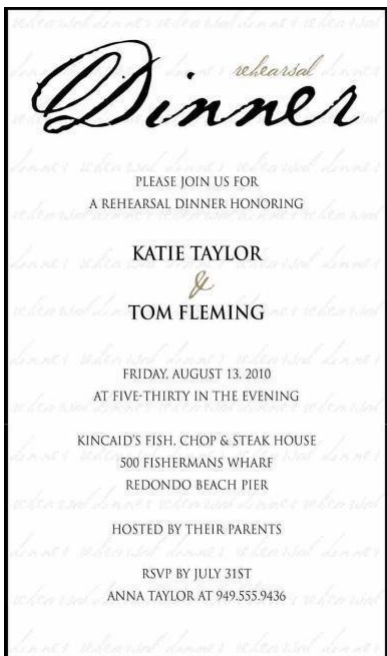 rehearsal
Dinner
PLEASE JOIN US FOR
A REHEARSAL DINNER HONORING
KATIE TAYLOR
&
TOM FLEMING
FRIDAY, AUGUST 13, 2010
AT FIVE-THIRTY IN THE EVENING
KINCAID'S FISH, CHOP & STEAK HOUSE
500 FISHERMANS WHARF
REDONDO BEACH PIER
HOSTED BY THEIR PARENTS
RSVP BY JULY 31ST
ANNA TAYLOR AT 949.555.9436